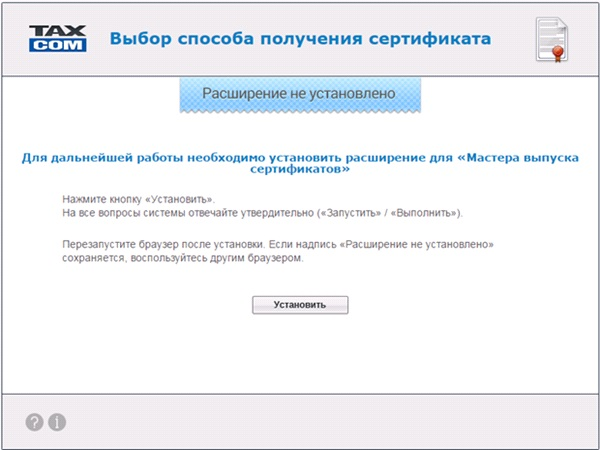 TAX
COM
Выбор способа получения сертификата
Расширение не установлено
Для дальнейшей работы необходимо установить расширение для «Мастера выпуска
сертификатов»
Нажмите кнопку «Установить».
На все вопросы системы отвечайте утвердительно («Запустить» / «Выполнить»).
Перезапустите браузер после установки. Если надпись «Расширение не установлено»
сохраняется, воспользуйтесь другим браузером.
Установить
? i